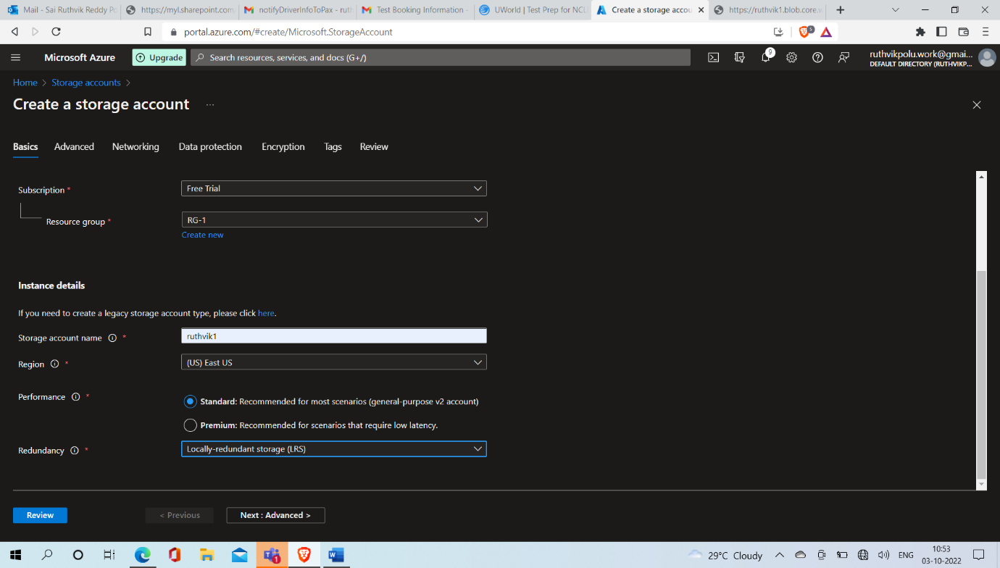 Mail - Sai Ruthvik Reddy Po
https://myl.sharepoint.com
notifyDriverInfoToPax - ruth
Test Booking Information -
UWorld | Test Prep for NCL
Create a storage accou
https://ruthvik1.blob.core.w
portal.azure.com/#create/Microsoft.StorageAccount
5
Microsoft Azure
Upgrade
Search resources, services, and docs (G+/)
9
ruthvikpolu.work@gmai...
DEFAULT DIRECTORY (RUTHVIKP...
Home > Storage accounts >
Create a storage account ...
Basics Advanced Networking Data protection Encryption Tags Review
Subscription *
Free Trial
Resource group *
RG-1
Create new
Instance details
If you need to create a legacy storage account type, please click here.
Storage account name *
ruthvik1
Region *
(US) East US
Performance *
Standard: Recommended for most scenarios (general-purpose v2 account)
Premium: Recommended for scenarios that require low latency.
Redundancy *
Locally-redundant storage (LRS)
Review
< Previous
Next : Advanced >
1
29°C Cloudy
ENG
10:53
03-10-2022